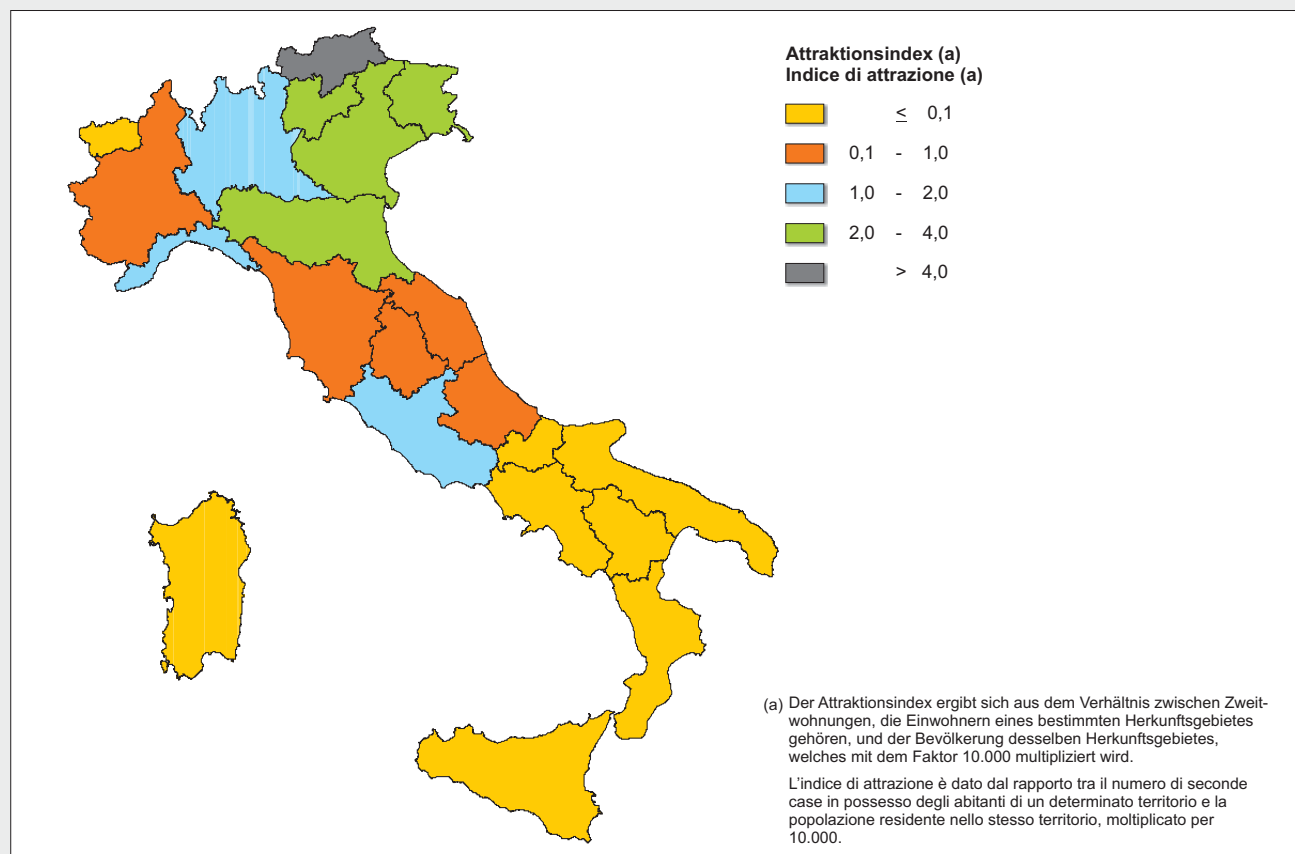 Attraktionsindex (a)
Indice di attrazione (a)
≤ 0,1
0,1 - 1,0
1,0 - 2,0
2,0 - 4,0
> 4,0
(a) Der Attraktionsindex ergibt sich aus dem Verhältnis zwischen Zweit-
wohnungen, die Einwohnern eines bestimmten Herkunftsgebietes
gehören, und der Bevölkerung desselben Herkunftsgebietes,
welches mit dem Faktor 10.000 multipliziert wird.
L'indice di attrazione è dato dal rapporto tra il numero di seconde
case in possesso degli abitanti di un determinato territorio e la
popolazione residente nello stesso territorio, moltiplicato per
10.000.